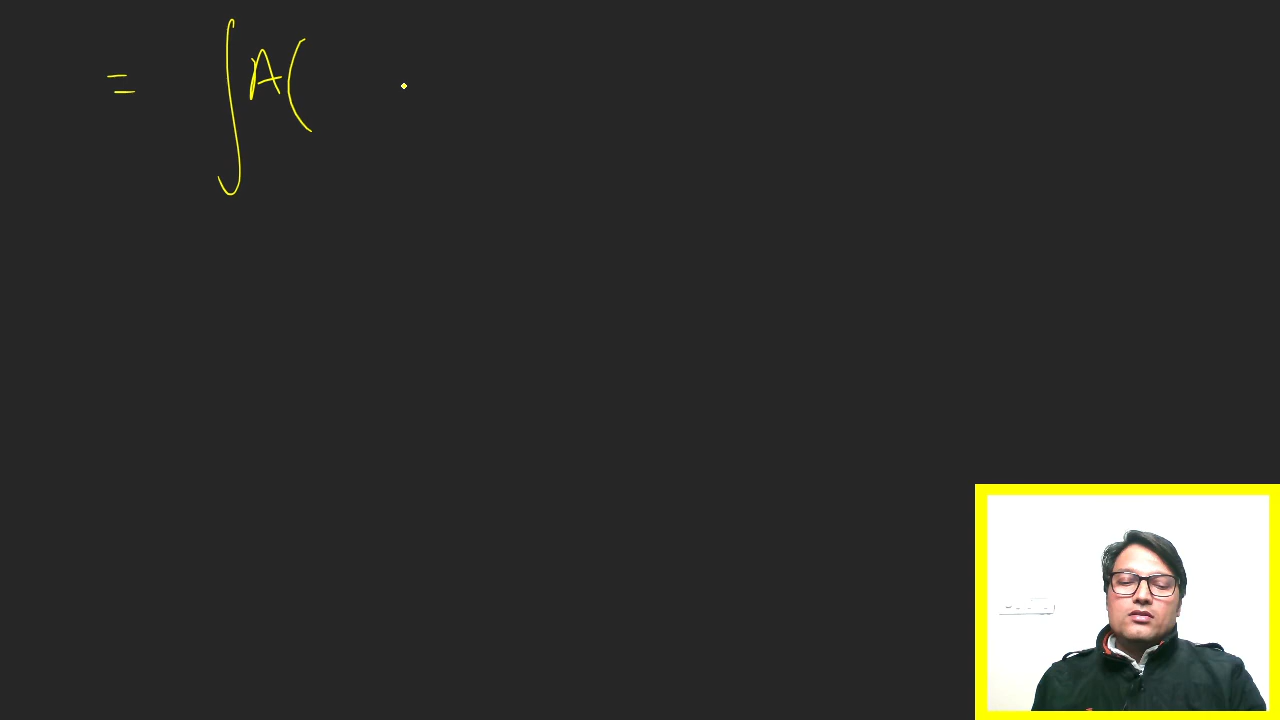 = ∫A(